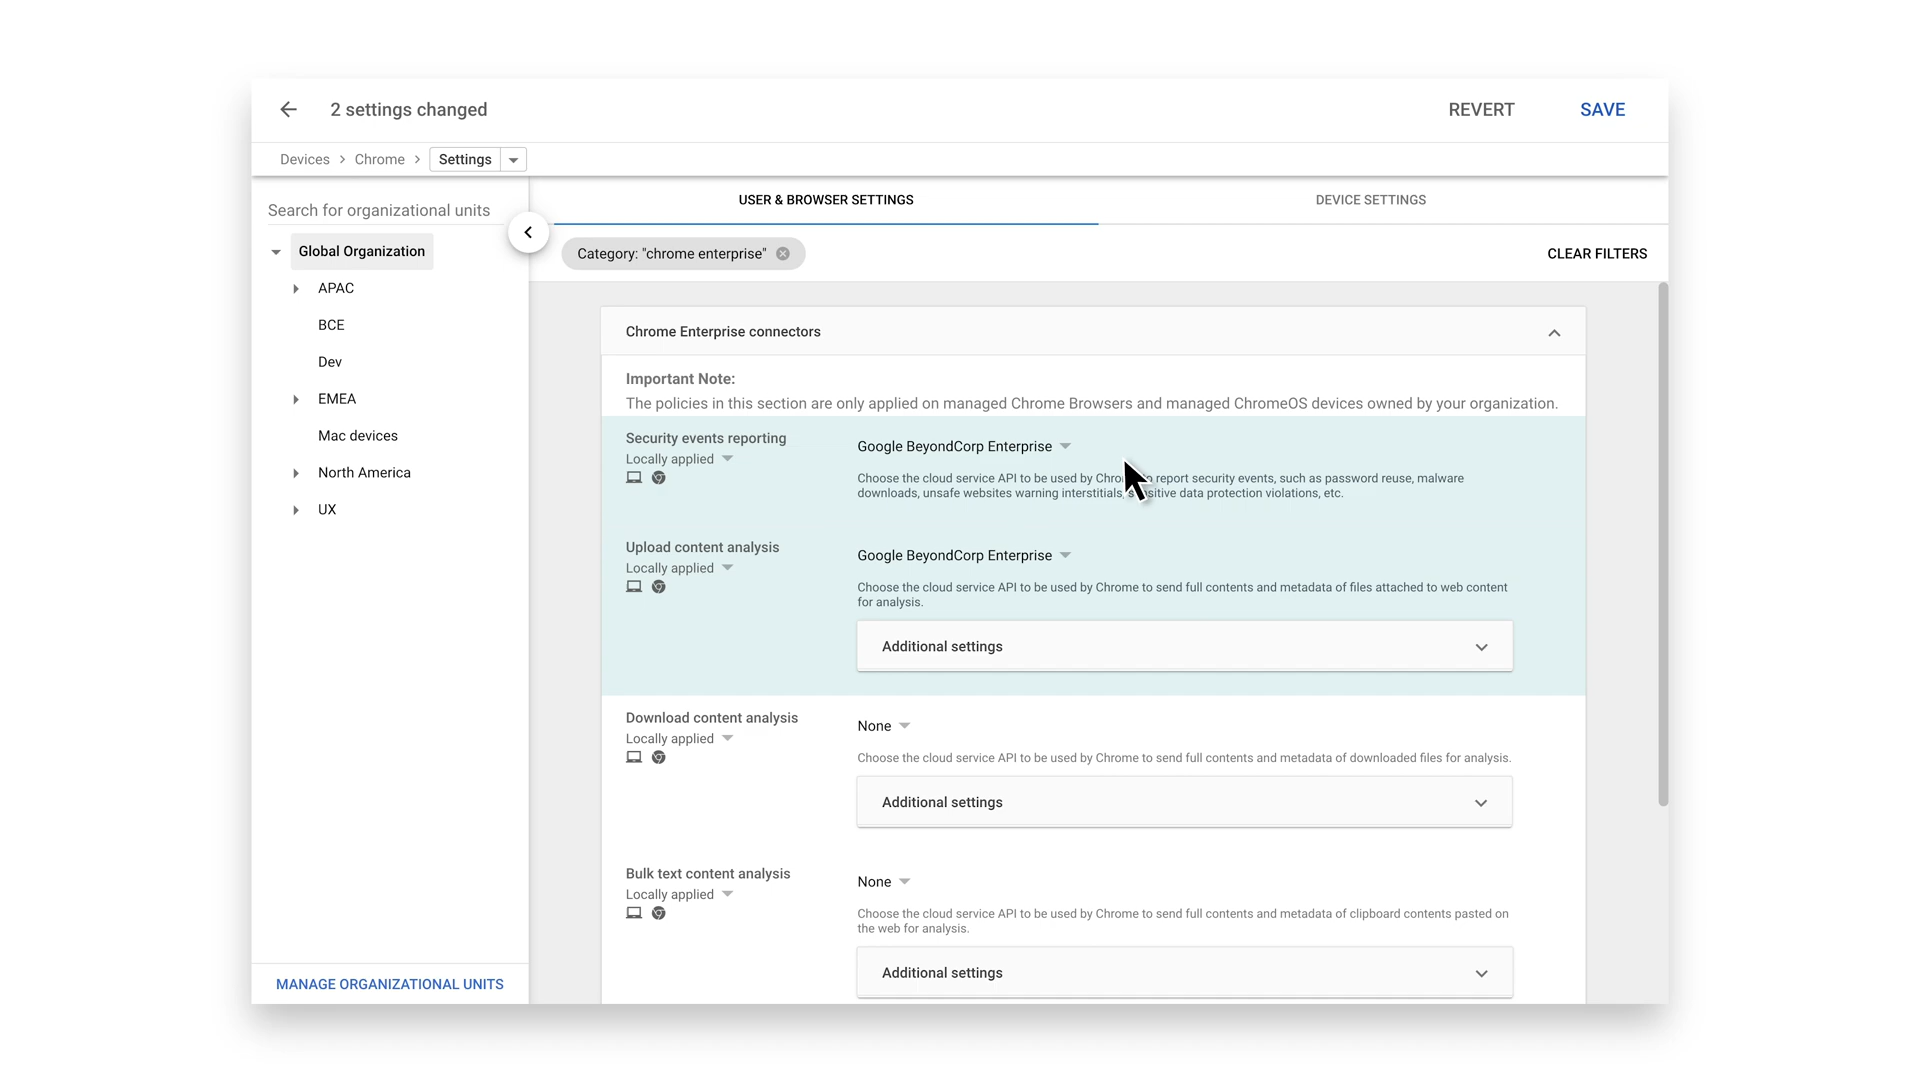 2 settings changed
REVERT
SAVE
Devices
Chrome
Settings
Search for organizational units
Global Organization
APAC
BCE
Dev
EMEA
Mac devices
North America
UX
MANAGE ORGANIZATIONAL UNITS
USER & BROWSER SETTINGS
DEVICE SETTINGS
Category: "chrome enterprise"
CLEAR FILTERS
Chrome Enterprise connectors
Important Note:
The policies in this section are only applied on managed Chrome Browsers and managed ChromeOS devices owned by your organization.
Security events reporting
Locally applied
Google BeyondCorp Enterprise
Choose the cloud service API to be used by report security events, such as password reuse, malware
downloads, unsafe websites warning interstitials, data protection violations, etc.
Upload content analysis
Locally applied
Google BeyondCorp Enterprise
Choose the cloud service API to be used by Chrome to send full contents and metadata of files attached to web content
for analysis.
Additional settings
Download content analysis
Locally applied
None
Choose the cloud service API to be used by Chrome to send full contents and metadata of downloaded files for analysis.
Additional settings
Bulk text content analysis
Locally applied
None
Choose the cloud service API to be used by Chrome to send full contents and metadata of clipboard contents pasted on
the web for analysis.
Additional settings